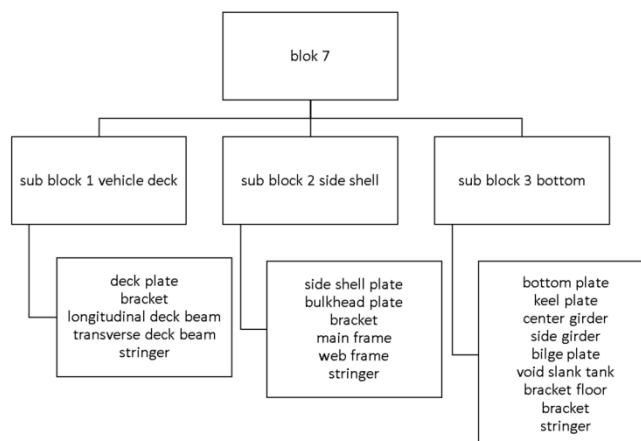 blok 7
sub block 1 vehicle deck
sub block 2 side shell
sub block 3 bottom
deck plate
bracket
longitudinal deck beam
transverse deck beam
stringer
side shell plate
bulkhead plate
bracket
main frame
web frame
stringer
bottom plate
keel plate
center girder
side girder
bilge plate
void slank tank
bracket floor
bracket
stringer